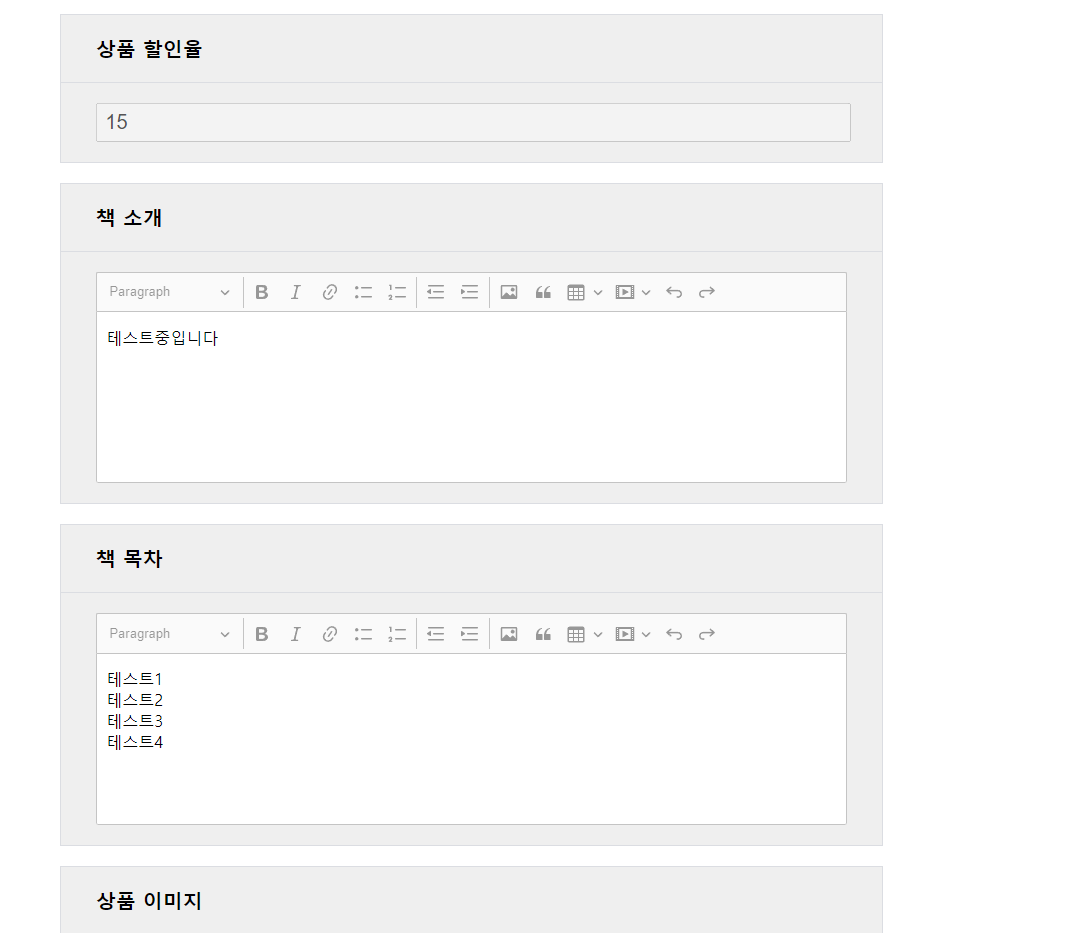 상품 할인율
15
책 소개
Paragraph
테스트중입니다
책 목차
Paragraph
테스트1
테스트2
테스트3
테스트4
상품 이미지